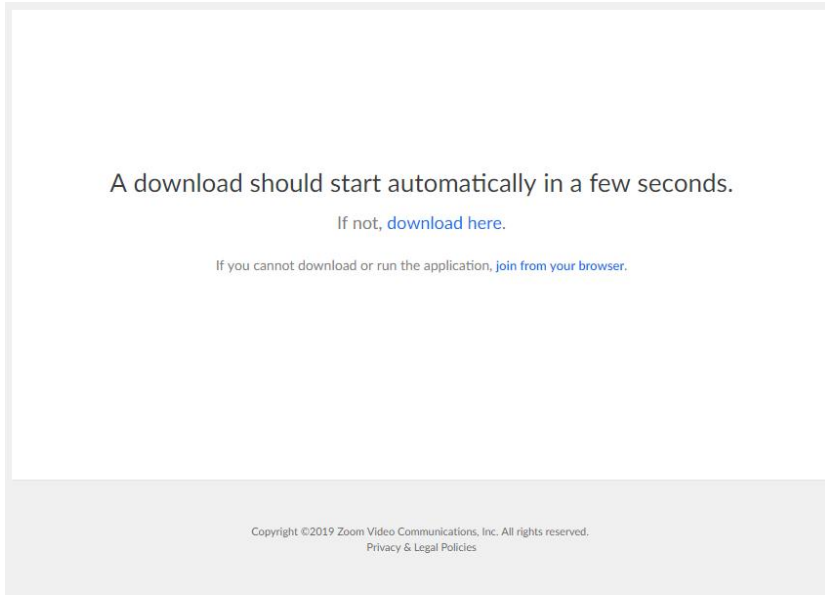 A download should start automatically in a few seconds.
If not, download here.
If you cannot download or run the application, join from your browser.
Copyright ©2019 Zoom Video Communications, Inc. All rights reserved.
Privacy & Legal Policies